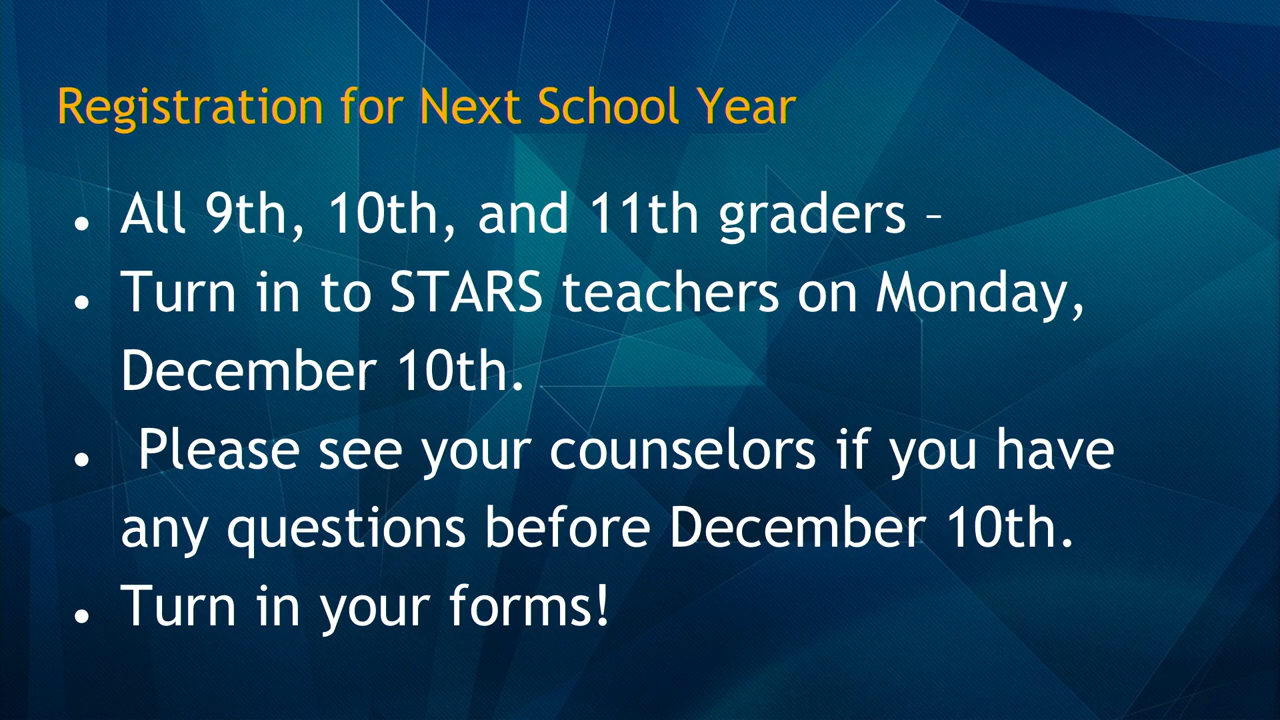 Registration for Next School Year
• All 9th, 10th, and 11th graders –
• Turn in to STARS teachers on Monday,
December 10th.
• Please see your counselors if you have
any questions before December 10th.
• Turn in your forms!